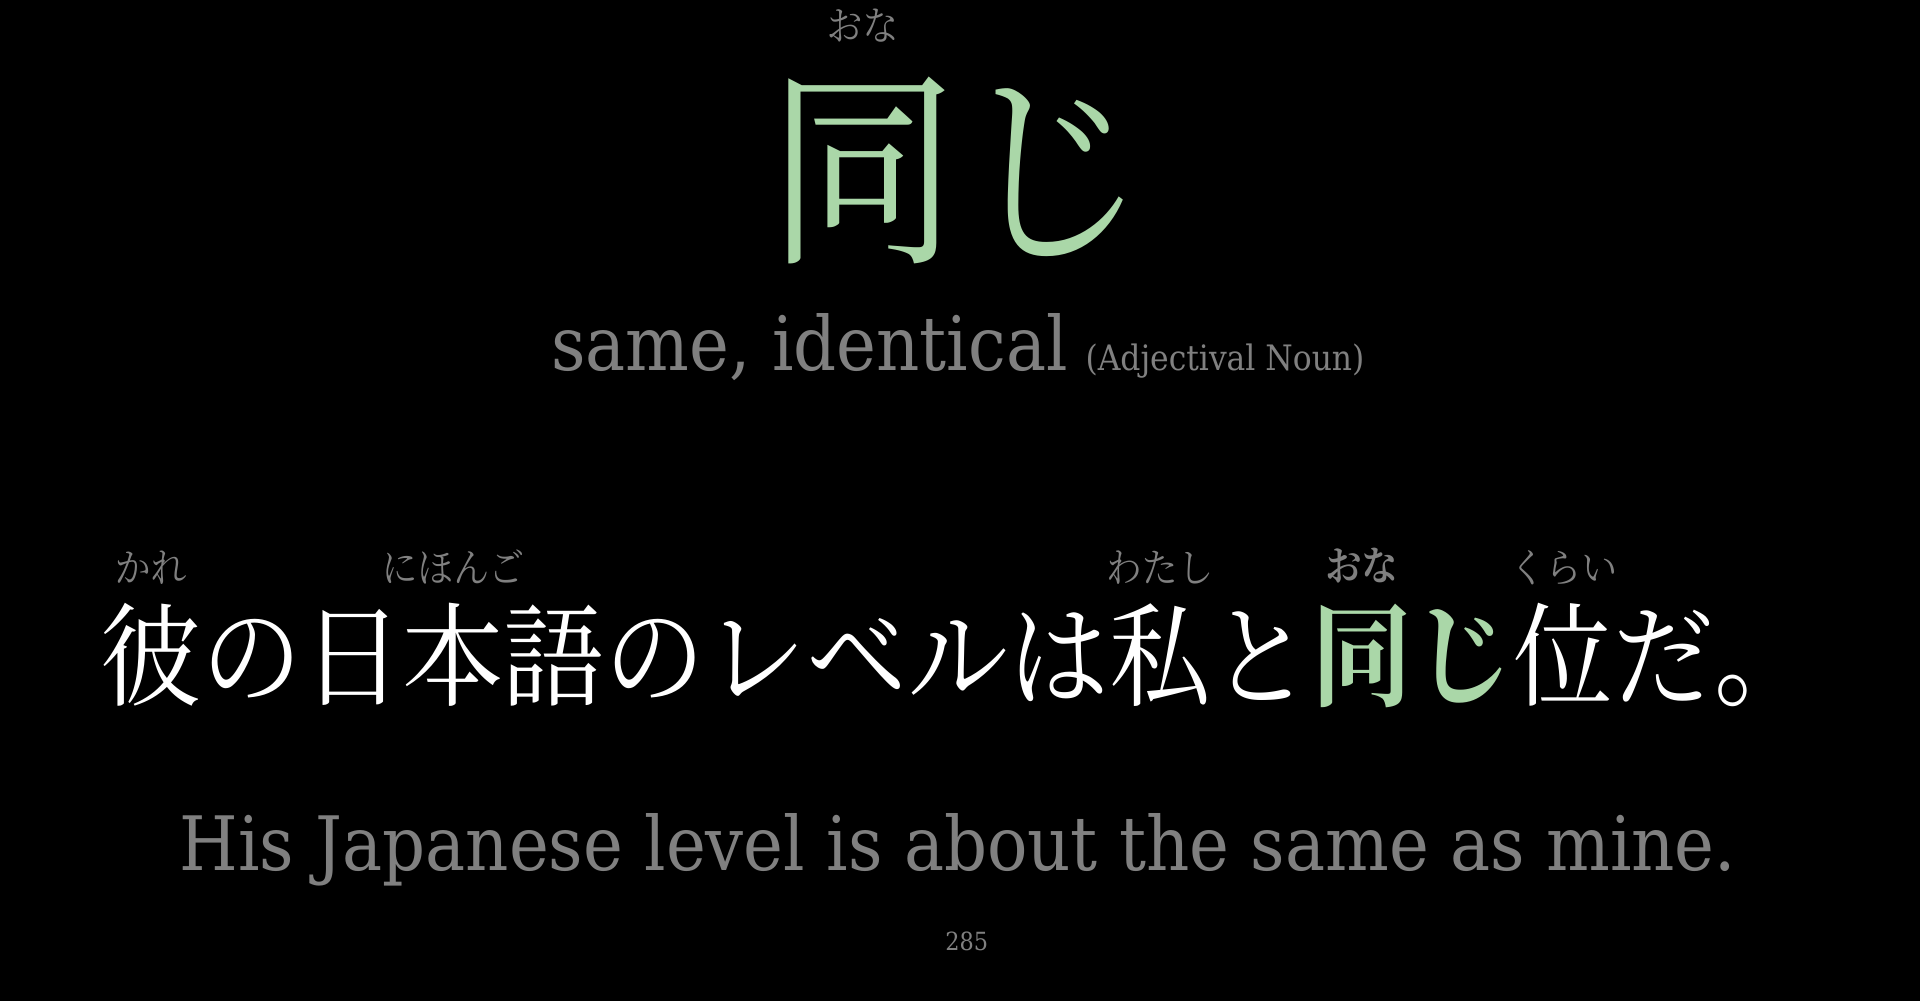 おな
同じ
same, identical (Adjectival Noun)
かれ にほんご わたし おな くらい
彼の日本語のレベルは私と同じ位だ。
His Japanese level is about the same as mine.
285